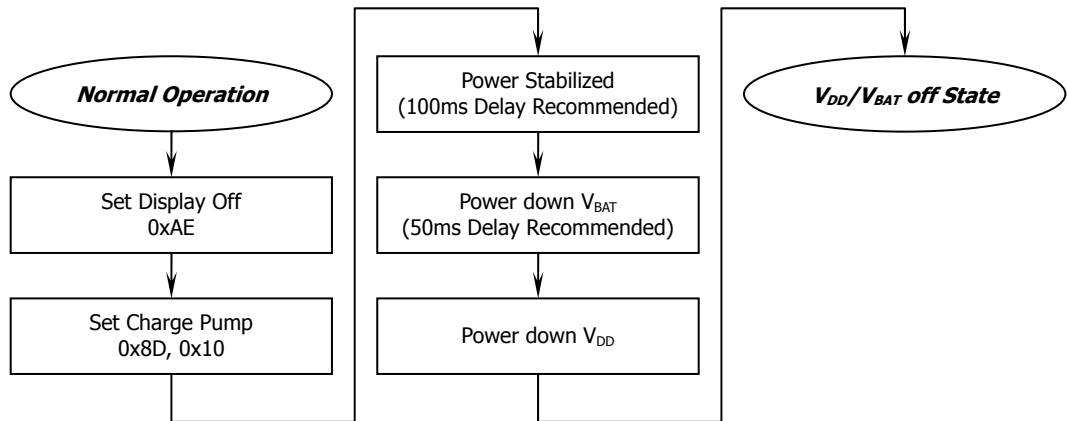 Normal Operation
Set Display Off
0xAE
Set Charge Pump
0x8D, 0x10
Power Stabilized
(100ms Delay Recommended)
Power down VBAT
(50ms Delay Recommended)
Power down VDD
VDD/VBAT off State